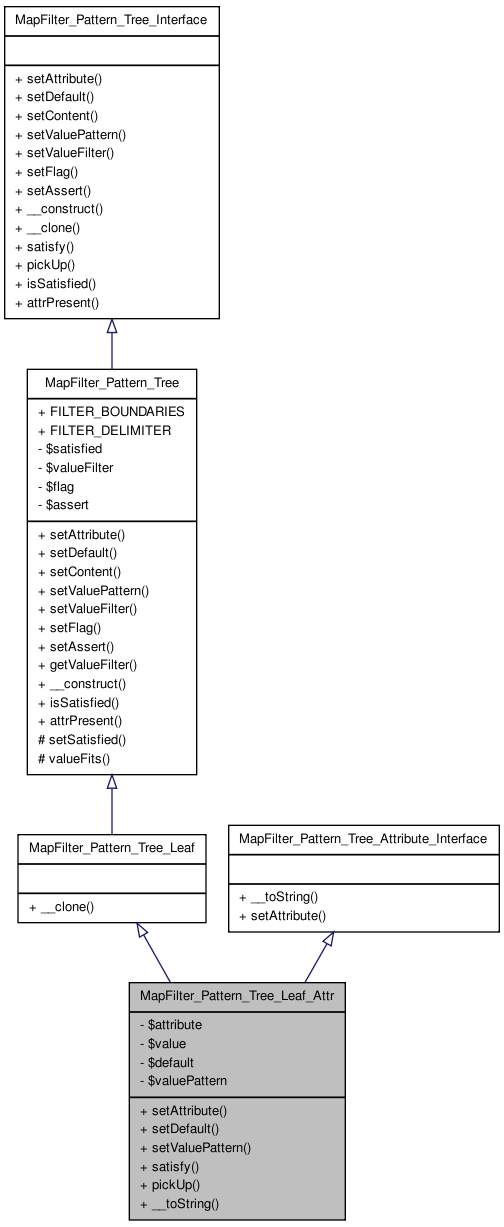 MapFilter_Pattern_Tree_Interface
+ setAttribute()
+ setDefault()
+ setContent()
+ setValuePattern()
+ setValueFilter()
+ setFlag()
+ setAssert()
+ __construct()
+ __clone()
+ satisfy()
+ pickUp()
+ isSatisfied()
+ attrPresent()
MapFilter_Pattern_Tree
+ FILTER_BOUNDARIES
+ FILTER_DELIMITER
- $satisfied
- $valueFilter
- $flag
- $assert
+ setAttribute()
+ setDefault()
+ setContent()
+ setValuePattern()
+ setValueFilter()
+ setFlag()
+ setAssert()
+ getValueFilter()
+ __construct()
+ isSatisfied()
+ attrPresent()
# setSatisfied()
# valueFits()
MapFilter_Pattern_Tree_Leaf
+ __clone()
MapFilter_Pattern_Tree_Attribute_Interface
+ __toString()
+ setAttribute()
MapFilter_Pattern_Tree_Leaf_Attr
- $attribute
- $value
- $default
- $valuePattern
+ setAttribute()
+ setDefault()
+ setValuePattern()
+ satisfy()
+ pickUp()
+ __toString()